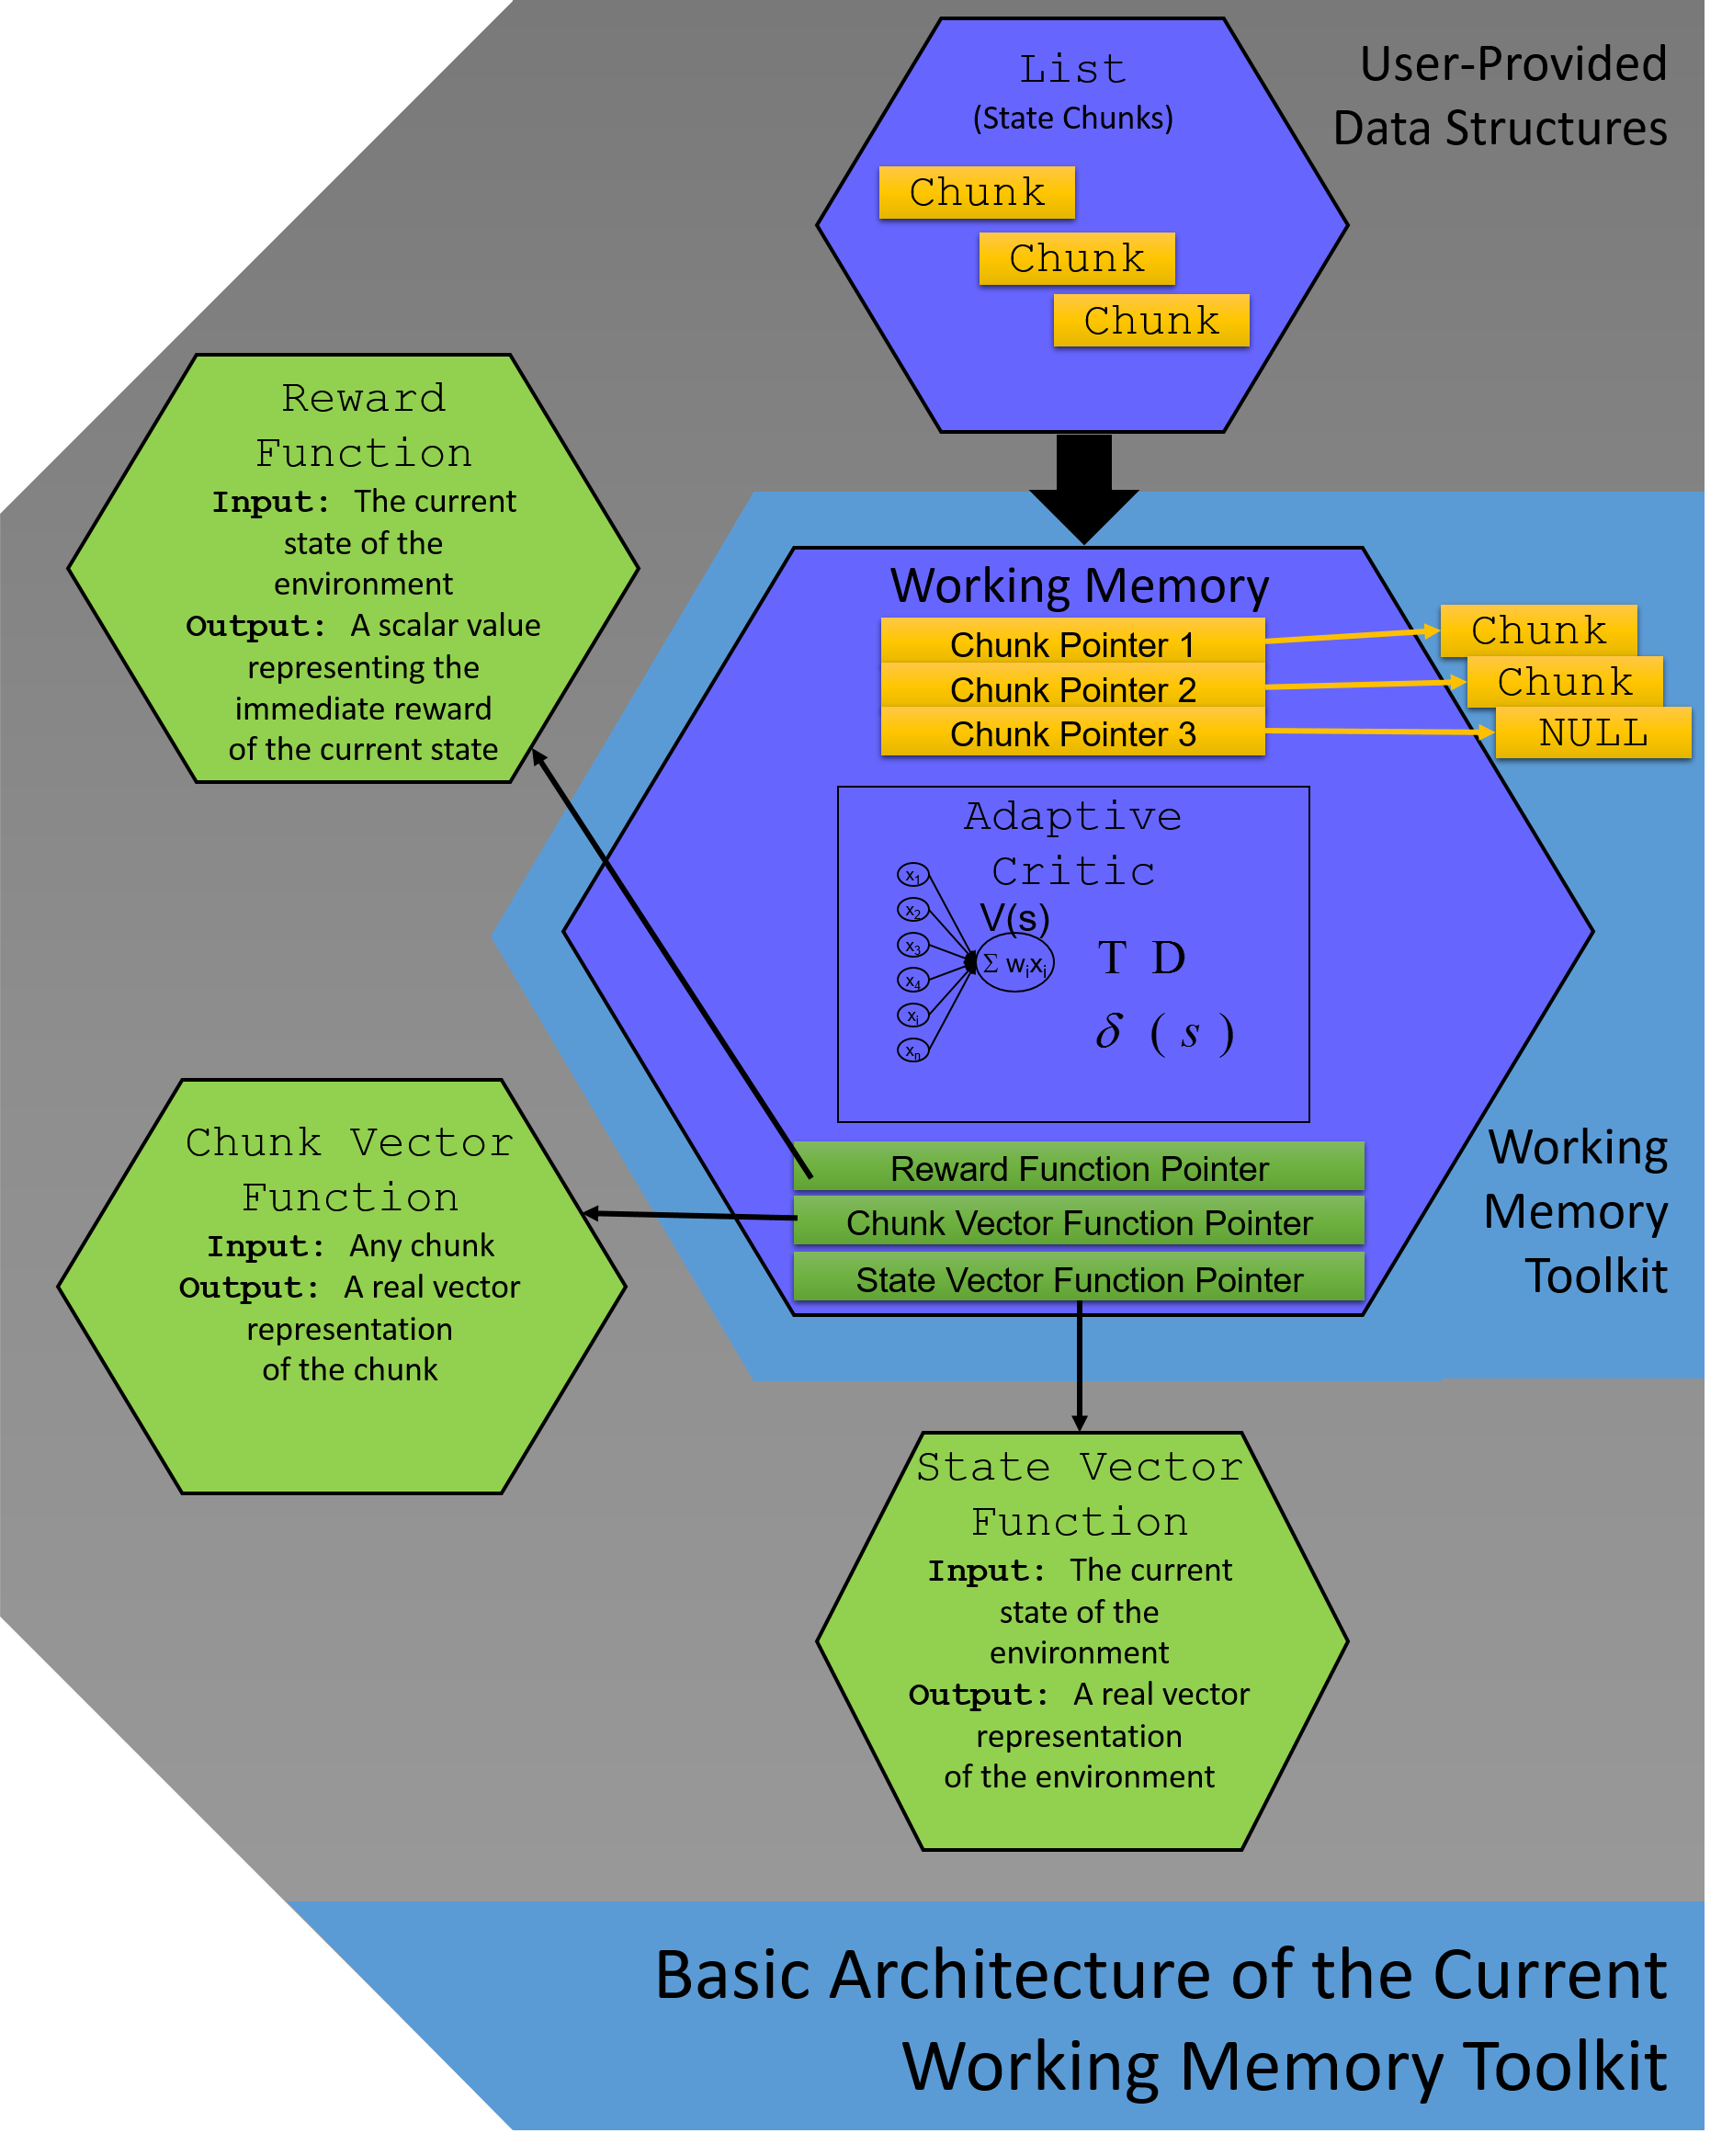 User-Provided
Data Structures
List
(State Chunks)
Chunk
Chunk
Chunk
Reward
Function
Input: The current
state of the
environment
Output: A scalar value
representing the
immediate reward
of the current state
Working Memory
Chunk Pointer 1
Chunk Pointer 2
Chunk Pointer 3
Chunk
Chunk
NULL
Adaptive
Critic
x1
x2
x3
x4
xi
xn
V(s)
Σ wixi
T D
δ ( s )
Reward Function Pointer
Chunk Vector Function Pointer
State Vector Function Pointer
Working
Memory
Toolkit
Chunk Vector
Function
Input: Any chunk
Output: A real vector
representation
of the chunk
State Vector
Function
Input: The current
state of the
environment
Output: A real vector
representation
of the environment
Basic Architecture of the Current
Working Memory Toolkit